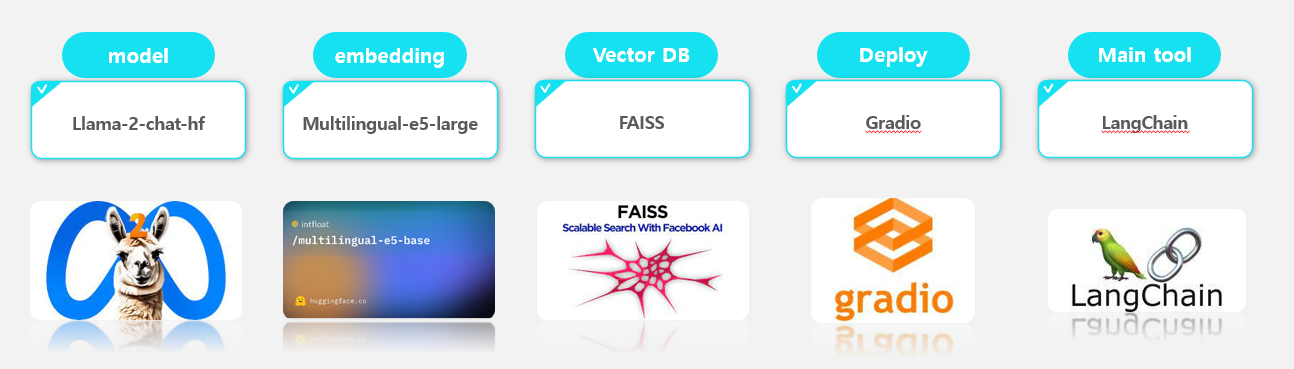 model
embedding
Vector DB
Deploy
Main tool
Llama-2-chat-hf
Multilingual-e5-large
FAISS
Gradio
LangChain
2
intfloat
/multilingual-e5-base
huggingface.co
FAISS
Scalable Search With Facebook AI
gradio
LangChain